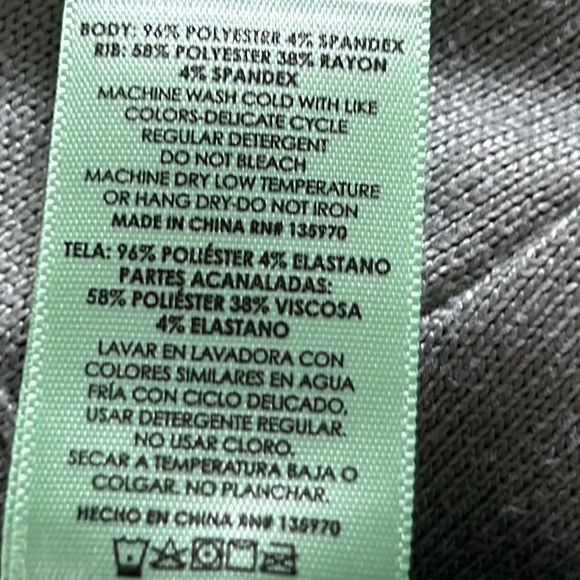 BODY: 96% POLYESTER 4% SPANDEX
RIB: 58% POLYESTER 38% RAYON
4% SPANDEX
MACHINE WASH COLD WITH LIKE
COLORS-DELICATE CYCLE
REGULAR DETERGENT
DO NOT BLEACH
MACHINE DRY LOW TEMPERATURE
OR HANG DRY-DO NOT IRON
MADE IN CHINA RN# 135970
TELA: 96% POLIÉSTER 4% ELASTANO
PARTES ACANALADAS:
58% POLIÉSTER 38% VISCOSA
4% ELASTANO
LAVAR EN LAVADORA CON
COLORES SIMILARES EN AGUA
FRÍA CON CICLO DELICADO.
USAR DETERGENTE REGULAR.
NO USAR CLORO.
SECAR A TEMPERATURA BAJA O
COLGAR. NO PLANCHAR.
HECHO EN CHINA RN# 135970